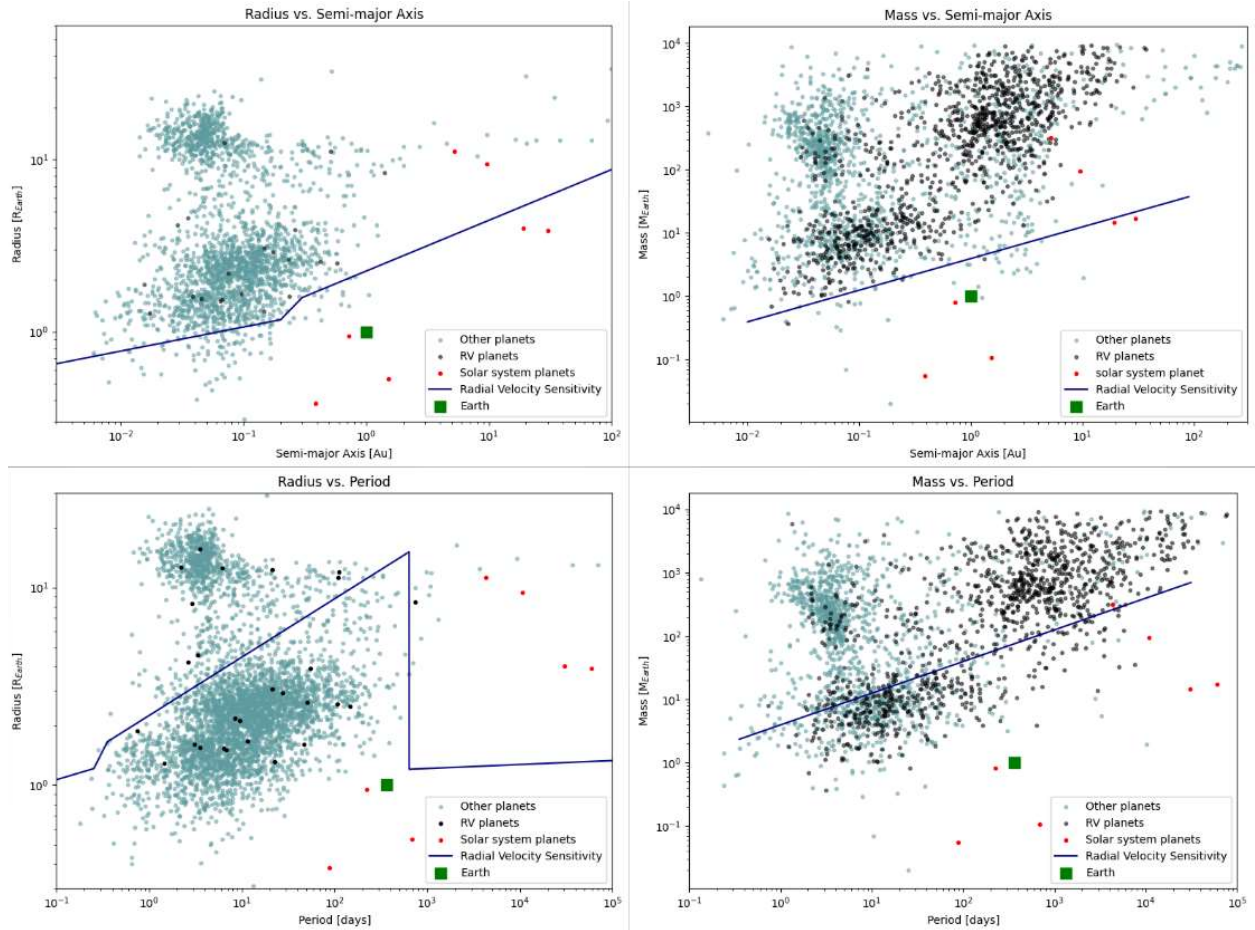 Radius vs. Semi-major Axis
Radius [R_Earth]
10^1
10^0
10^-2
10^-1
10^0
10^1
10^2
Semi-major Axis [Au]
Other planets
RV planets
Solar system planets
Radial Velocity Sensitivity
Earth
Mass vs. Semi-major Axis
Mass [M_Earth]
10^4
10^3
10^2
10^1
10^0
10^-1
10^-2
10^-1
10^0
10^1
10^2
Semi-major Axis [Au]
Other planets
RV planets
solar system planet
Radial Velocity Sensitivity
Earth
Radius vs. Period
Radius [R_Earth]
10^1
10^0
10^-1
10^0
10^1
10^2
10^3
10^4
10^5
Period [days]
Other planets
RV planets
Solar system planets
Radial Velocity Sensitivity
Earth
Mass vs. Period
Mass [M_Earth]
10^4
10^3
10^2
10^1
10^0
10^-1
10^-1
10^0
10^1
10^2
10^3
10^4
10^5
Period [days]
Other planets
RV planets
Solar system planets
Radial Velocity Sensitivity
Earth